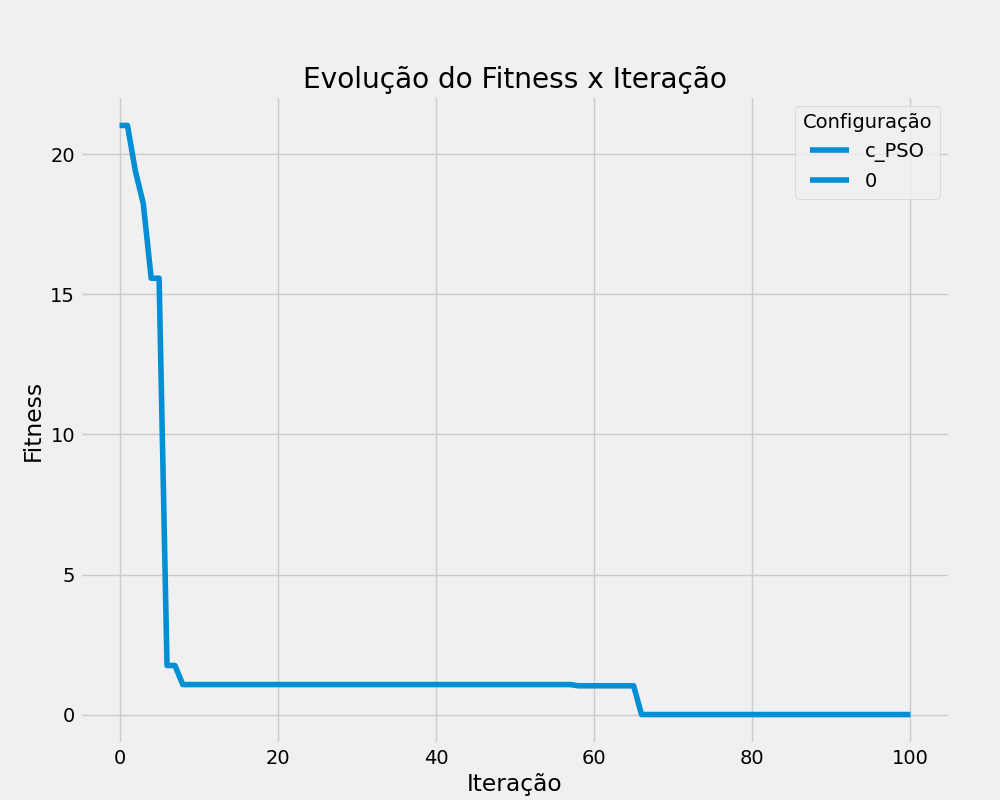 Evolução do Fitness x Iteração
Configuração
c_PSO
0
Fitness
20
15
10
5
0
0 20 40 60 80 100
Iteração